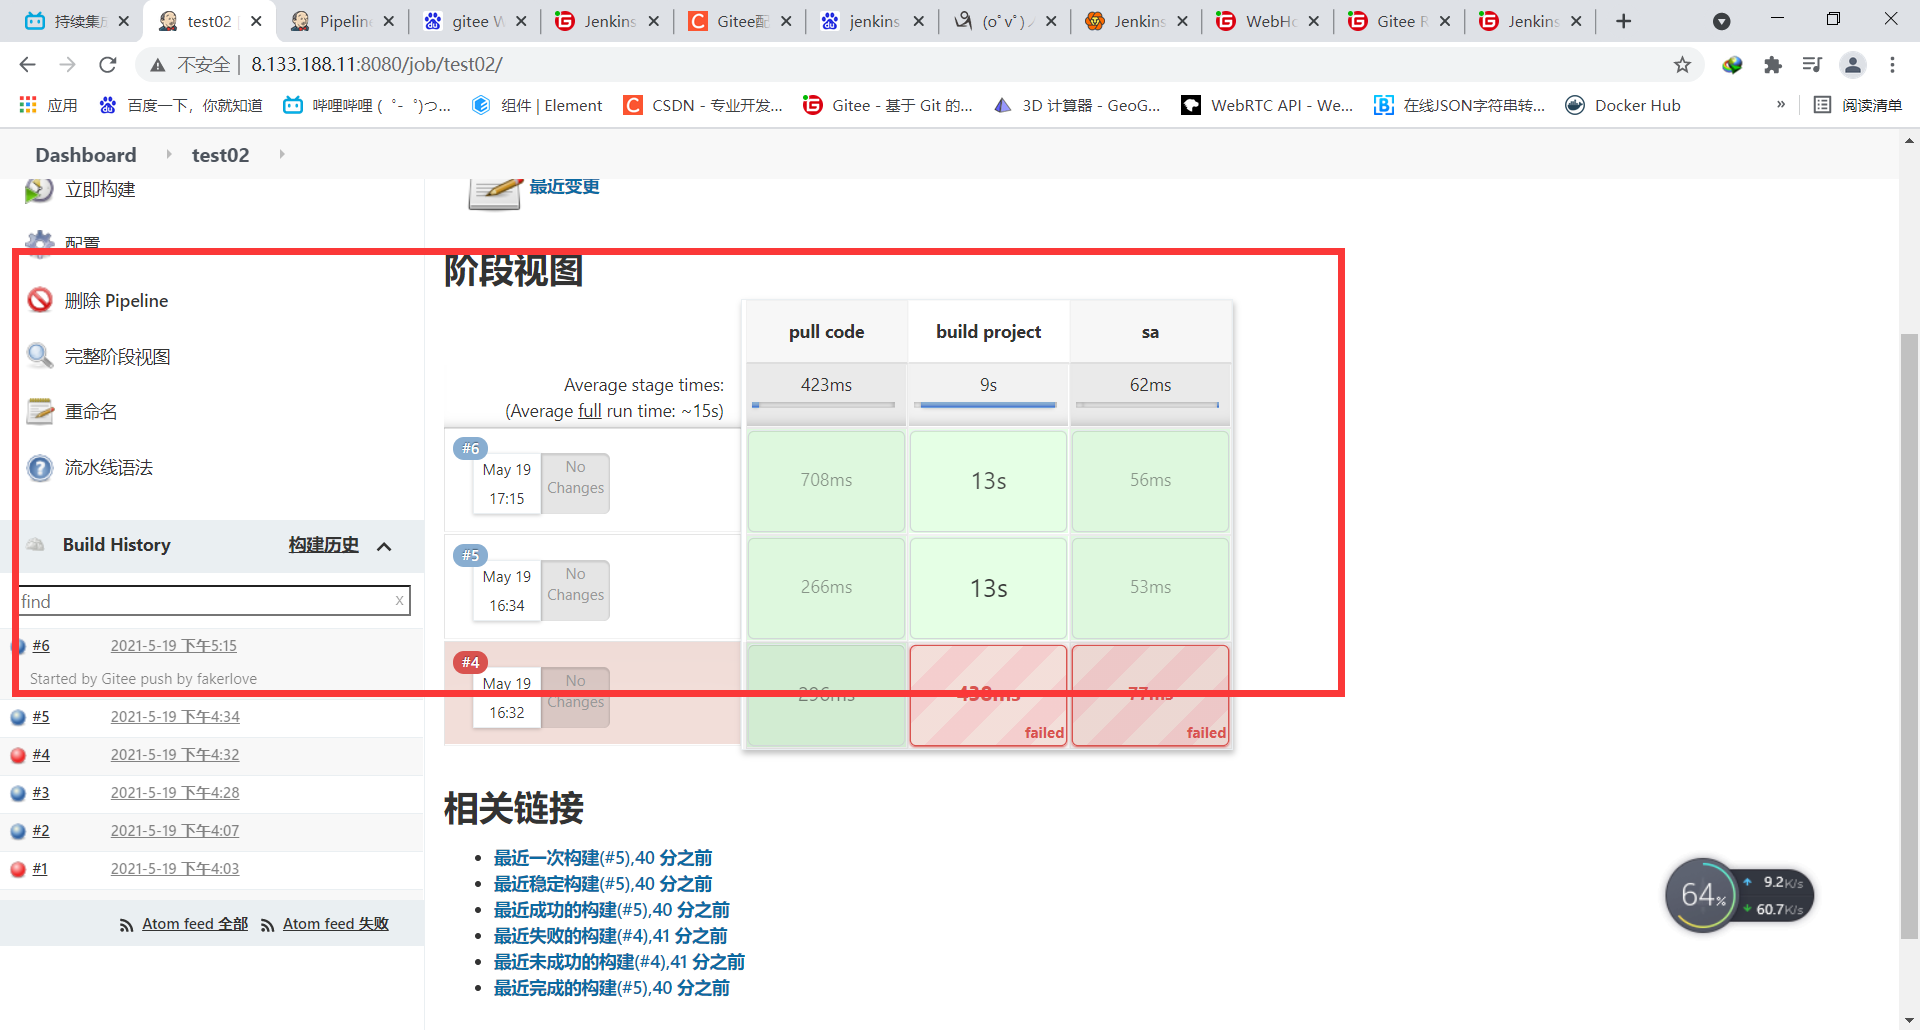 持续集成
test02
Pipeline
gitee W
Jenkins
Gitee配
jenkins
(oﾟvﾟ)ノ
Jenkins
WebHo
Gitee R
Jenkins
不安全 | 8.133.188.11:8080/job/test02/
应用
百度一下，你就知道
哔哩哔哩 ( ゜- ゜)つ...
组件 | Element
CSDN - 专业开发...
Gitee - 基于 Git 的...
3D 计算器 - GeoG...
WebRTC API - We...
在线JSON字符串转...
Docker Hub
»
阅读清单
Dashboard
test02
立即构建
配置
删除 Pipeline
完整阶段视图
重命名
流水线语法
Build History
构建历史
find
x
#6
2021-5-19 下午5:15
Started by Gitee push by fakerlove
#5
2021-5-19 下午4:34
#4
2021-5-19 下午4:32
#3
2021-5-19 下午4:28
#2
2021-5-19 下午4:07
#1
2021-5-19 下午4:03
Atom feed 全部
Atom feed 失败
最近变更
阶段视图
pull code
build project
sa
Average stage times:
(Average full run time: ~15s)
423ms
9s
62ms
#6
May 19
17:15
No
Changes
708ms
13s
56ms
#5
May 19
16:34
No
Changes
266ms
13s
53ms
#4
May 19
16:32
No
Changes
296ms
438ms
failed
77ms
failed
相关链接
最近一次构建(#5),40 分之前
最近稳定构建(#5),40 分之前
最近成功的构建(#5),40 分之前
最近失败的构建(#4),41 分之前
最近未成功的构建(#4),41 分之前
最近完成的构建(#5),40 分之前
64%
9.2K/s
60.7K/s